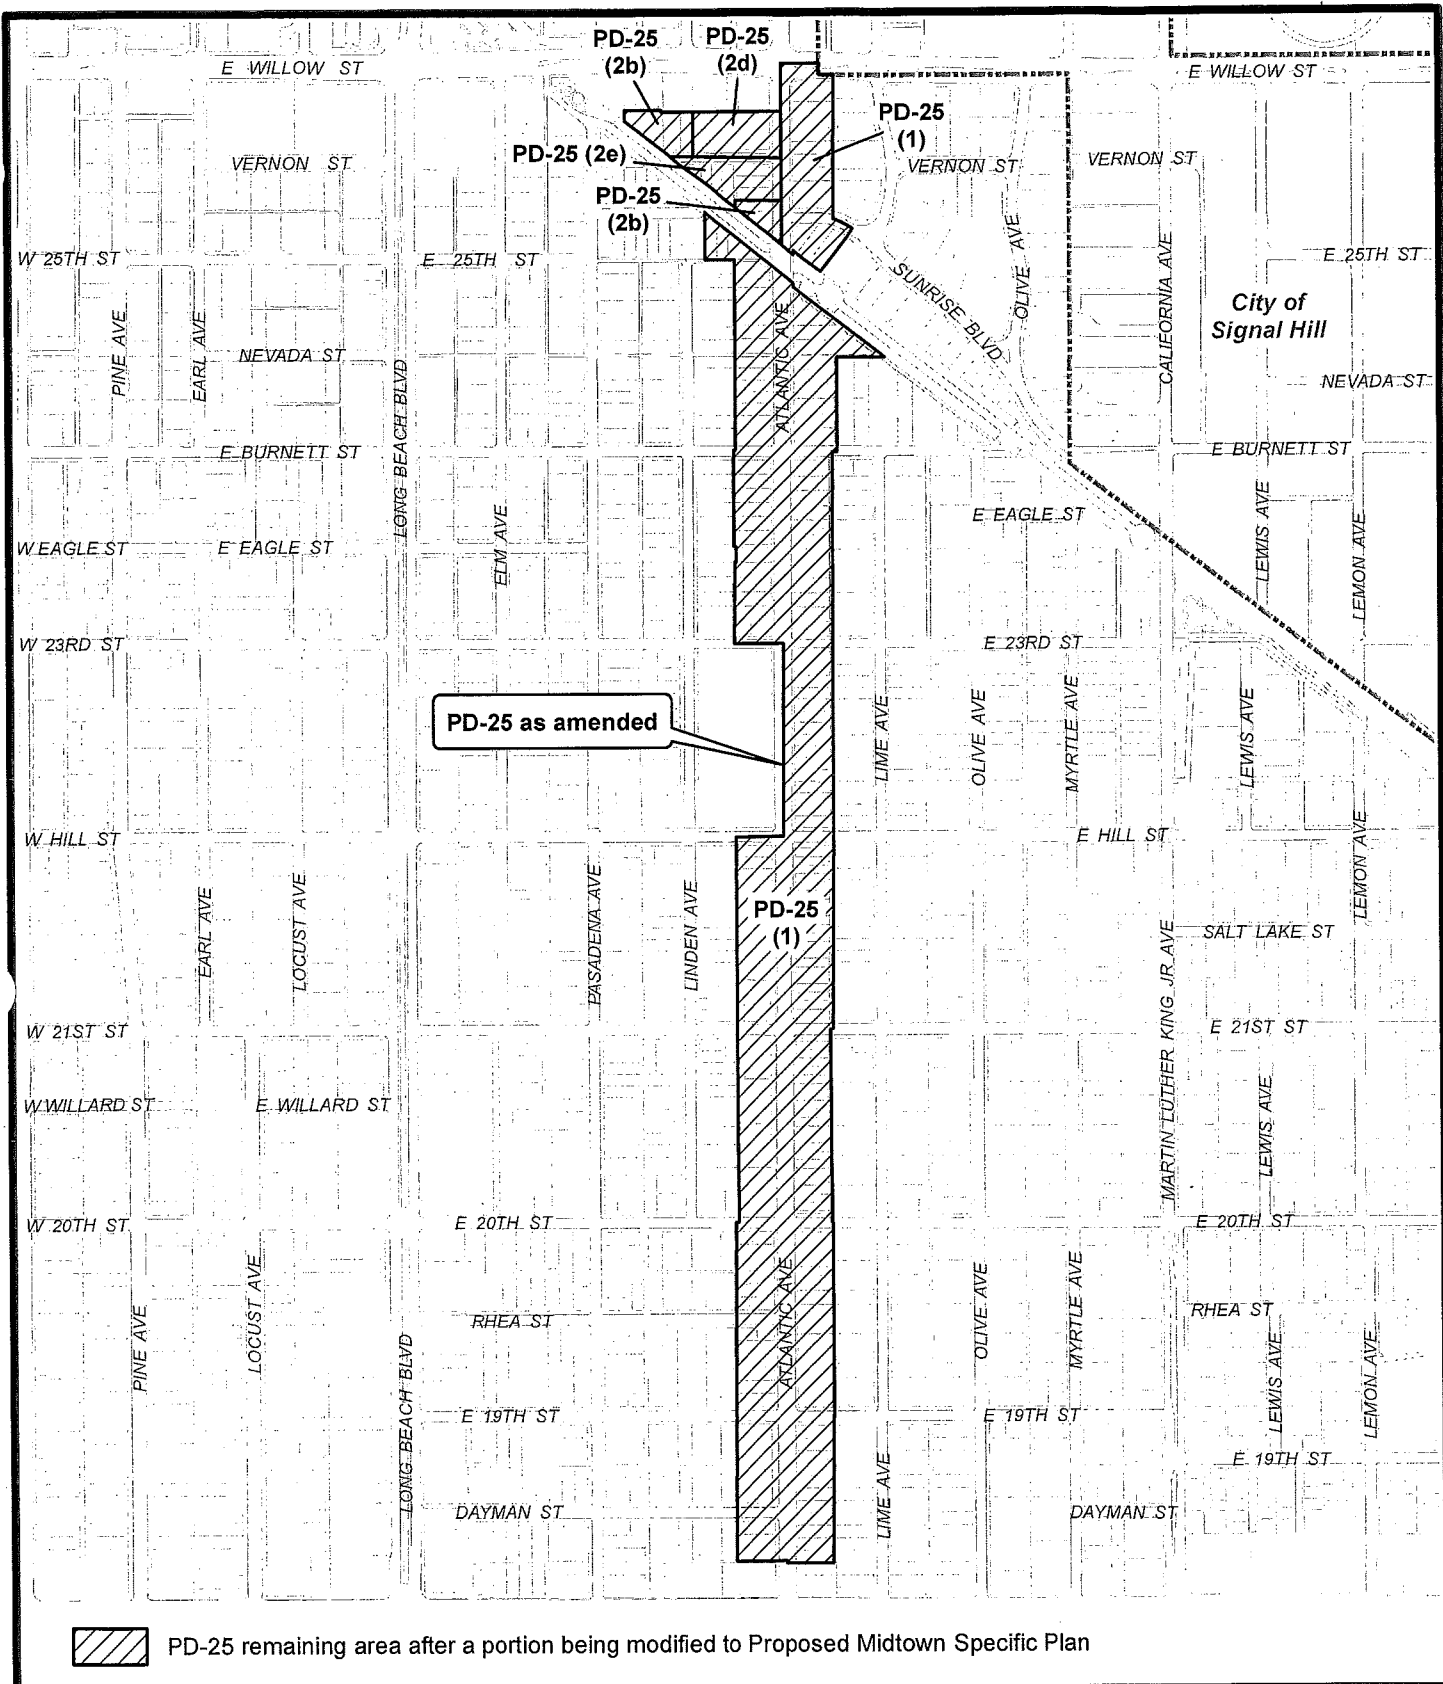 PD-25
(2b)
PD-25
(2d)
E WILLOW ST
E WILLOW ST
PD-25
(1)
PD-25 (2e)
VERNON ST
VERNON ST
VERNON ST
PD-25
(2b)
W 25TH ST
E 25TH ST
E 25TH ST
SUNRISE BLVD
OLIVE AVE
CALIFORNIA AVE
City of
Signal Hill
PINE AVE
EARL AVE
NEVADA ST
ATLANTIC AVE
NEVADA ST
LONG BEACH BLVD
E BURNETT ST
E BURNETT ST
ELM AVE
E EAGLE ST
LEWIS AVE
LEMON AVE
W EAGLE ST
E EAGLE ST
W 23RD ST
E 23RD ST
PD-25 as amended
LIME AVE
OLIVE AVE
MYRTLE AVE
LEWIS AVE
W HILL ST
E HILL ST
LEMON AVE
EARL AVE
LOCUST AVE
PASADENA AVE
LINDEN AVE
PD-25
(1)
SALT LAKE ST
MARTIN LUTHER KING JR AVE
W 21ST ST
E 21ST ST
W WILLARD ST
E WILLARD ST
LEWIS AVE
W 20TH ST
E 20TH ST
E 20TH ST
PINE AVE
LOCUST AVE
LONG BEACH BLVD
RHEA ST
ATLANTIC AVE
OLIVE AVE
MYRTLE AVE
RHEA ST
LEWIS AVE
LEMON AVE
E 19TH ST
E 19TH ST
E 19TH ST
LIME AVE
DAYMAN ST
DAYMAN ST
PD-25 remaining area after a portion being modified to Proposed Midtown Specific Plan